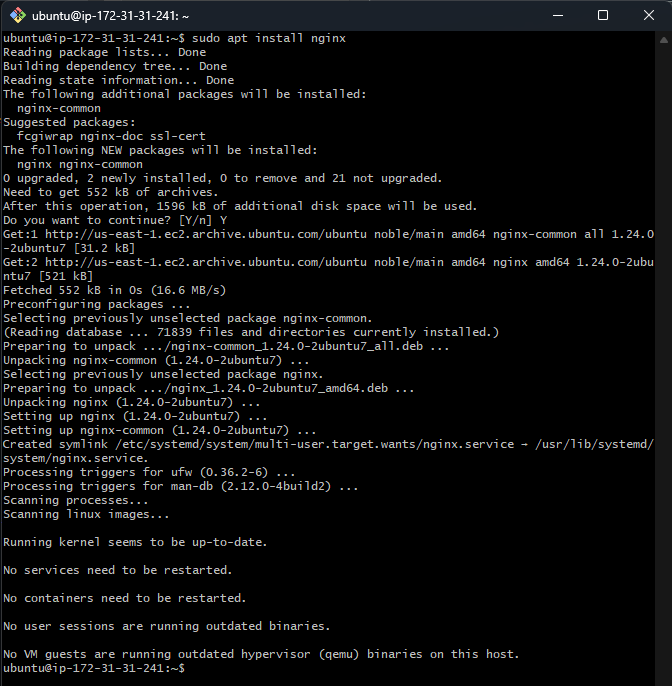 ubuntu@ip-172-31-31-241: ~
ubuntu@ip-172-31-31-241:~$ sudo apt install nginx
Reading package lists... Done
Building dependency tree... Done
Reading state information... Done
The following additional packages will be installed:
  nginx-common
Suggested packages:
  fcgiwrap nginx-doc ssl-cert
The following NEW packages will be installed:
  nginx nginx-common
0 upgraded, 2 newly installed, 0 to remove and 21 not upgraded.
Need to get 552 kB of archives.
After this operation, 1596 kB of additional disk space will be used.
Do you want to continue? [Y/n] Y
Get:1 http://us-east-1.ec2.archive.ubuntu.com/ubuntu noble/main amd64 nginx-common all 1.24.0
-2ubuntu7 [31.2 kB]
Get:2 http://us-east-1.ec2.archive.ubuntu.com/ubuntu noble/main amd64 nginx amd64 1.24.0-2ubu
ntu7 [521 kB]
Fetched 552 kB in 0s (16.6 MB/s)
Preconfiguring packages ...
Selecting previously unselected package nginx-common.
(Reading database ... 71839 files and directories currently installed.)
Preparing to unpack .../nginx-common_1.24.0-2ubuntu7_all.deb ...
Unpacking nginx-common (1.24.0-2ubuntu7) ...
Selecting previously unselected package nginx.
Preparing to unpack .../nginx_1.24.0-2ubuntu7_amd64.deb ...
Unpacking nginx (1.24.0-2ubuntu7) ...
Setting up nginx (1.24.0-2ubuntu7) ...
Setting up nginx-common (1.24.0-2ubuntu7) ...
Created symlink /etc/systemd/system/multi-user.target.wants/nginx.service → /usr/lib/systemd/
system/nginx.service.
Processing triggers for ufw (0.36.2-6) ...
Processing triggers for man-db (2.12.0-4build2) ...
Scanning processes...
Scanning linux images...
Running kernel seems to be up-to-date.
No services need to be restarted.
No containers need to be restarted.
No user sessions are running outdated binaries.
No VM guests are running outdated hypervisor (qemu) binaries on this host.
ubuntu@ip-172-31-31-241:~$